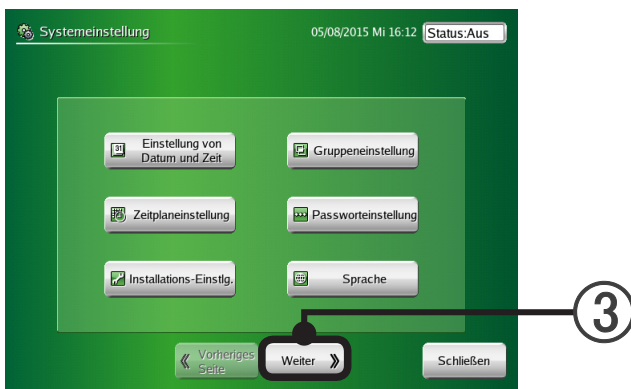 Systemeinstellung
05/08/2015 Mi 16:12
Status:Aus
31
Einstellung von
Datum und Zeit
Gruppeneinstellung
Zeitplaneinstellung
Passworteinstellung
Installations-Einstlg.
Sprache
Vorheriges
Seite
Weiter
Schließen
3